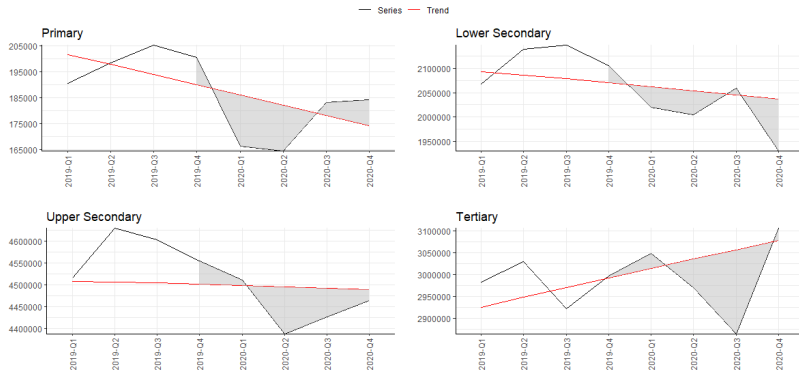 Series Trend
Primary
205000
195000
185000
175000
165000
2019-Q1 2019-Q2 2019-Q3 2019-Q4 2020-Q1 2020-Q2 2020-Q3 2020-Q4
Lower Secondary
2100000
2050000
2000000
1950000
2019-Q1 2019-Q2 2019-Q3 2019-Q4 2020-Q1 2020-Q2 2020-Q3 2020-Q4
Upper Secondary
4600000
4550000
4500000
4450000
4400000
2019-Q1 2019-Q2 2019-Q3 2019-Q4 2020-Q1 2020-Q2 2020-Q3 2020-Q4
Tertiary
3100000
3050000
3000000
2950000
2900000
2019-Q1 2019-Q2 2019-Q3 2019-Q4 2020-Q1 2020-Q2 2020-Q3 2020-Q4